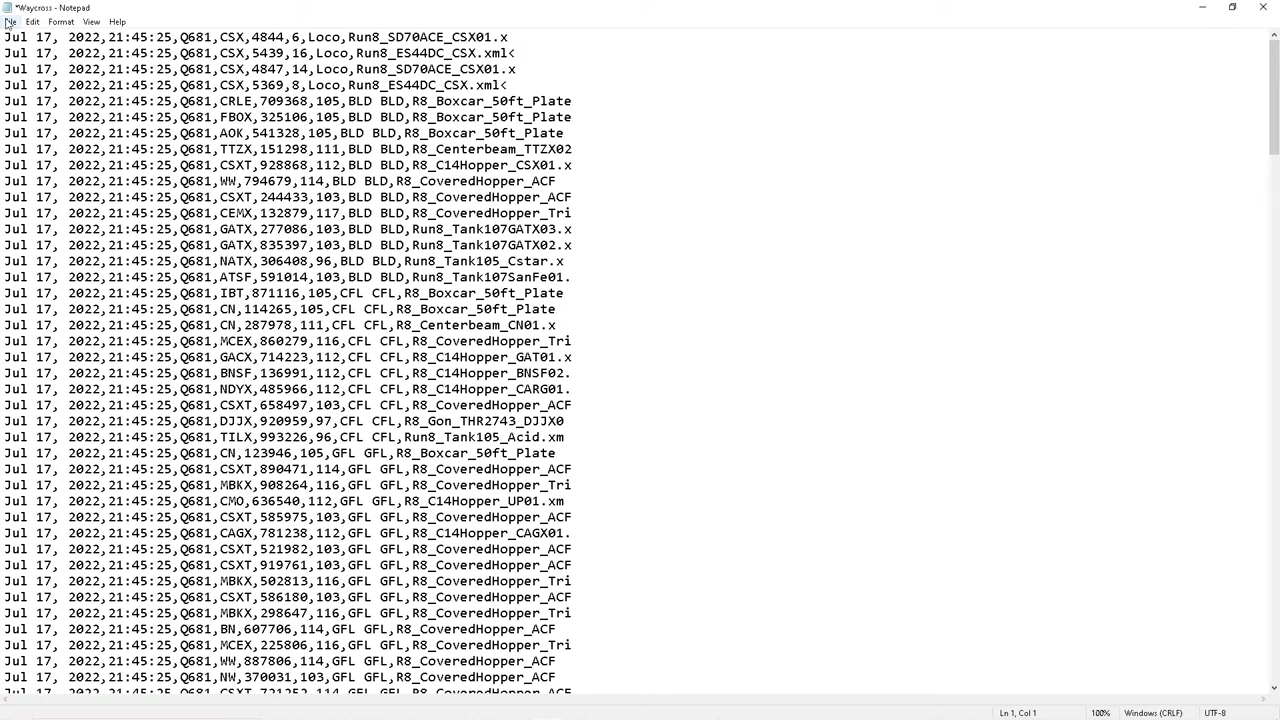 *Waycross - Notepad
File Edit Format View Help
Jul 17, 2022,21:45:25,Q681,CSX,4844,6,Loco,Run8_SD70ACE_CSX01.x
Jul 17, 2022,21:45:25,Q681,CSX,5439,16,Loco,Run8_ES44DC_CSX.xml<
Jul 17, 2022,21:45:25,Q681,CSX,4847,14,Loco,Run8_SD70ACE_CSX01.x
Jul 17, 2022,21:45:25,Q681,CSX,5369,8,Loco,Run8_ES44DC_CSX.xml<
Jul 17, 2022,21:45:25,Q681,CRLE,709368,105,BLD BLD,R8_Boxcar_50ft_Plate
Jul 17, 2022,21:45:25,Q681,FBOX,325106,105,BLD BLD,R8_Boxcar_50ft_Plate
Jul 17, 2022,21:45:25,Q681,AOK,541328,105,BLD BLD,R8_Boxcar_50ft_Plate
Jul 17, 2022,21:45:25,Q681,TTZX,151298,111,BLD BLD,R8_Centerbeam_TTZX02
Jul 17, 2022,21:45:25,Q681,CSXT,928868,112,BLD BLD,R8_C14Hopper_CSX01.x
Jul 17, 2022,21:45:25,Q681,WW,794679,114,BLD BLD,R8_CoveredHopper_ACF
Jul 17, 2022,21:45:25,Q681,CSXT,244433,103,BLD BLD,R8_CoveredHopper_ACF
Jul 17, 2022,21:45:25,Q681,CEMX,132879,117,BLD BLD,R8_CoveredHopper_Tri
Jul 17, 2022,21:45:25,Q681,GATX,277086,103,BLD BLD,Run8_Tank107GATX03.x
Jul 17, 2022,21:45:25,Q681,GATX,835397,103,BLD BLD,Run8_Tank107GATX02.x
Jul 17, 2022,21:45:25,Q681,NATX,306408,96,BLD BLD,Run8_Tank105_Cstar.x
Jul 17, 2022,21:45:25,Q681,ATSF,591014,103,BLD BLD,Run8_Tank107SanFe01.
Jul 17, 2022,21:45:25,Q681,IBT,871116,105,CFL CFL,R8_Boxcar_50ft_Plate
Jul 17, 2022,21:45:25,Q681,CN,114265,105,CFL CFL,R8_Boxcar_50ft_Plate
Jul 17, 2022,21:45:25,Q681,CN,287978,111,CFL CFL,R8_Centerbeam_CN01.x
Jul 17, 2022,21:45:25,Q681,MCEX,860279,116,CFL CFL,R8_CoveredHopper_Tri
Jul 17, 2022,21:45:25,Q681,GACX,714223,112,CFL CFL,R8_C14Hopper_GAT01.x
Jul 17, 2022,21:45:25,Q681,BNSF,136991,112,CFL CFL,R8_C14Hopper_BNSF02.
Jul 17, 2022,21:45:25,Q681,NDYX,485966,112,CFL CFL,R8_C14Hopper_CARG01.
Jul 17, 2022,21:45:25,Q681,CSXT,658497,103,CFL CFL,R8_CoveredHopper_ACF
Jul 17, 2022,21:45:25,Q681,DJJX,920959,97,CFL CFL,R8_Gon_THR2743_DJJX0
Jul 17, 2022,21:45:25,Q681,TILX,993226,96,CFL CFL,Run8_Tank105_Acid.xm
Jul 17, 2022,21:45:25,Q681,CN,123946,105,GFL GFL,R8_Boxcar_50ft_Plate
Jul 17, 2022,21:45:25,Q681,CSXT,890471,114,GFL GFL,R8_CoveredHopper_ACF
Jul 17, 2022,21:45:25,Q681,MBKX,908264,116,GFL GFL,R8_CoveredHopper_Tri
Jul 17, 2022,21:45:25,Q681,CMO,636540,112,GFL GFL,R8_C14Hopper_UP01.xm
Jul 17, 2022,21:45:25,Q681,CSXT,585975,103,GFL GFL,R8_CoveredHopper_ACF
Jul 17, 2022,21:45:25,Q681,CAGX,781238,112,GFL GFL,R8_C14Hopper_CAGX01.
Jul 17, 2022,21:45:25,Q681,CSXT,521982,103,GFL GFL,R8_CoveredHopper_ACF
Jul 17, 2022,21:45:25,Q681,CSXT,919761,103,GFL GFL,R8_CoveredHopper_ACF
Jul 17, 2022,21:45:25,Q681,MBKX,502813,116,GFL GFL,R8_CoveredHopper_Tri
Jul 17, 2022,21:45:25,Q681,CSXT,586180,103,GFL GFL,R8_CoveredHopper_ACF
Jul 17, 2022,21:45:25,Q681,MBKX,298647,116,GFL GFL,R8_CoveredHopper_Tri
Jul 17, 2022,21:45:25,Q681,BN,607706,114,GFL GFL,R8_CoveredHopper_ACF
Jul 17, 2022,21:45:25,Q681,MCEX,225806,116,GFL GFL,R8_CoveredHopper_Tri
Jul 17, 2022,21:45:25,Q681,WW,887806,114,GFL GFL,R8_CoveredHopper_ACF
Jul 17, 2022,21:45:25,Q681,NW,370031,103,GFL GFL,R8_CoveredHopper_ACF
Jul 17, 2022,21:45:25,Q681,CSXT,721252,114,GFL GFL,R8_CoveredHopper_ACF
Ln 1, Col 1 100% Windows (CRLF) UTF-8